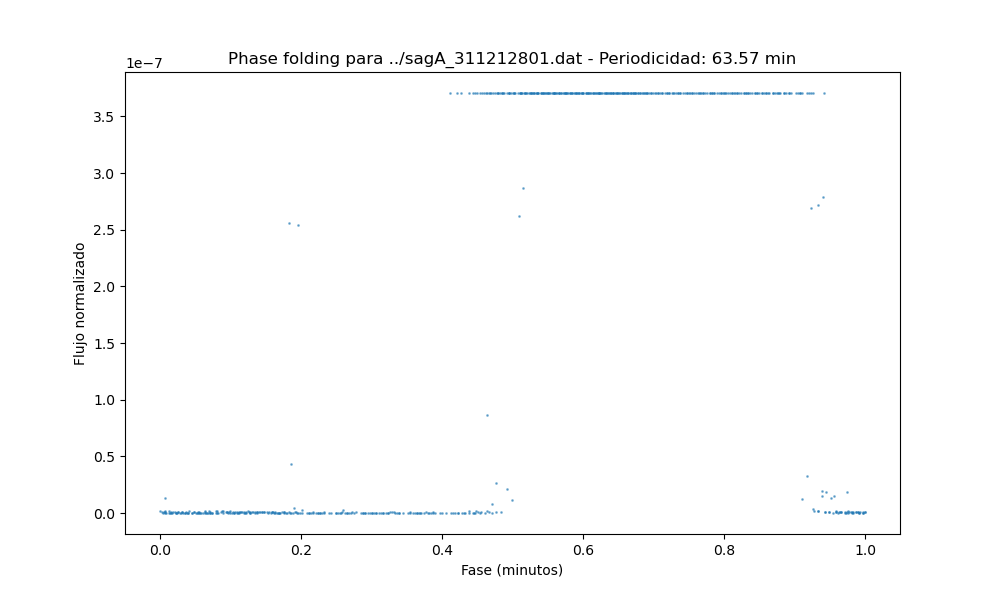 Phase folding para ../sagA_311212801.dat - Periodicidad: 63.57 min
1e−7
3.5
3.0
2.5
2.0
1.5
1.0
0.5
0.0
Flujo normalizado
0.0 0.2 0.4 0.6 0.8 1.0
Fase (minutos)